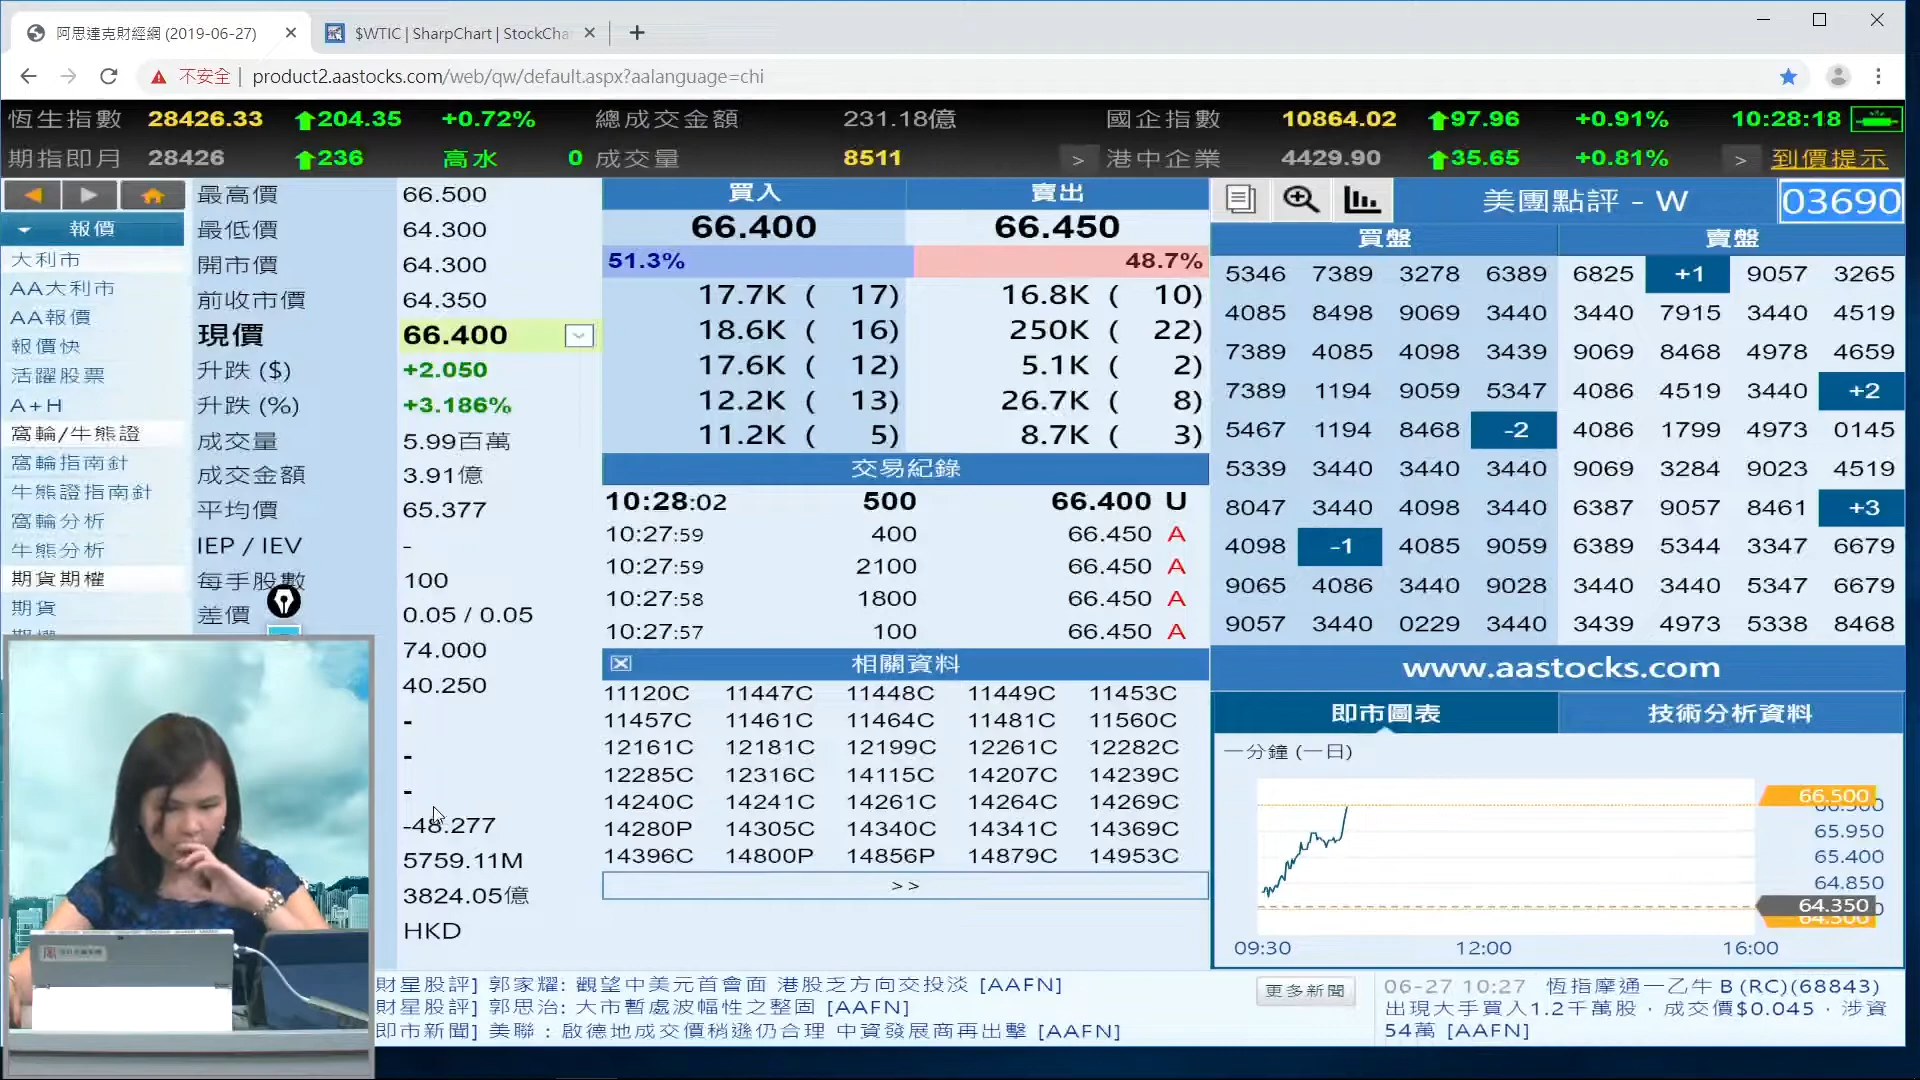 阿思達克財經網 (2019-06-27)
$WTIC | SharpChart | StockCha
不安全 | product2.aastocks.com/web/qw/default.aspx?aalanguage=chi
恆生指數 28426.33 204.35 +0.72% 總成交金額 231.18億 國企指數 10864.02 97.96 +0.91% 10:28:18
期指即月 28426 236 高水 0 成交量 8511 > 港中企業 4429.90 35.65 +0.81% > 到價提示
報價
大利市
AA大利市
AA報價
報價快
活躍股票
A+H
窩輪/牛熊證
窩輪指南針
牛熊證指南針
窩輪分析
牛熊分析
期貨期權
期貨
最高價 66.500
最低價 64.300
開市價 64.300
前收市價 64.350
現價 66.400
升跌 ($) +2.050
升跌 (%) +3.186%
成交量 5.99百萬
成交金額 3.91億
平均價 65.377
IEP / IEV -
每手股數 100
差價 0.05 / 0.05
74.000
40.250
-
-
-
-48.277
5759.11M
3824.05億
HKD
買入 賣出
66.400 66.450
51.3% 48.7%
17.7K ( 17) 16.8K ( 10)
18.6K ( 16) 250K ( 22)
17.6K ( 12) 5.1K ( 2)
12.2K ( 13) 26.7K ( 8)
11.2K ( 5) 8.7K ( 3)
交易紀錄
10:28:02 500 66.400 U
10:27:59 400 66.450 A
10:27:59 2100 66.450 A
10:27:58 1800 66.450 A
10:27:57 100 66.450 A
相關資料
11120C 11447C 11448C 11449C 11453C
11457C 11461C 11464C 11481C 11560C
12161C 12181C 12199C 12261C 12282C
12285C 12316C 14115C 14207C 14239C
14240C 14241C 14261C 14264C 14269C
14280P 14305C 14340C 14341C 14369C
14396C 14800P 14856P 14879C 14953C
>>
美團點評 - W 03690
買盤 賣盤
5346 7389 3278 6389 6825 +1 9057 3265
4085 8498 9069 3440 3440 7915 3440 4519
7389 4085 4098 3439 9069 8468 4978 4659
7389 1194 9059 5347 4086 4519 3440 +2
5467 1194 8468 -2 4086 1799 4973 0145
5339 3440 3440 3440 9069 3284 9023 4519
8047 3440 4098 3440 6387 9057 8461 +3
4098 -1 4085 9059 6389 5344 3347 6679
9065 4086 3440 9028 3440 3440 5347 6679
9057 3440 0229 3440 3439 4973 5338 8468
www.aastocks.com
即市圖表 技術分析資料
一分鐘 (一日)
66.500
65.950
65.400
64.850
64.350
64.300
09:30 12:00 16:00
財星股評] 郭家耀: 觀望中美元首會面 港股乏方向交投淡 [AAFN]
財星股評] 郭思治: 大市暫處波幅性之整固 [AAFN]
即市新聞] 美聯 : 啟德地成交價稍遜仍合理 中資發展商再出擊 [AAFN]
更多新聞
06-27 10:27 恆指摩通一乙牛 B (RC)(68843)
出現大手買入1.2千萬股，成交價$0.045，涉資
54萬 [AAFN]